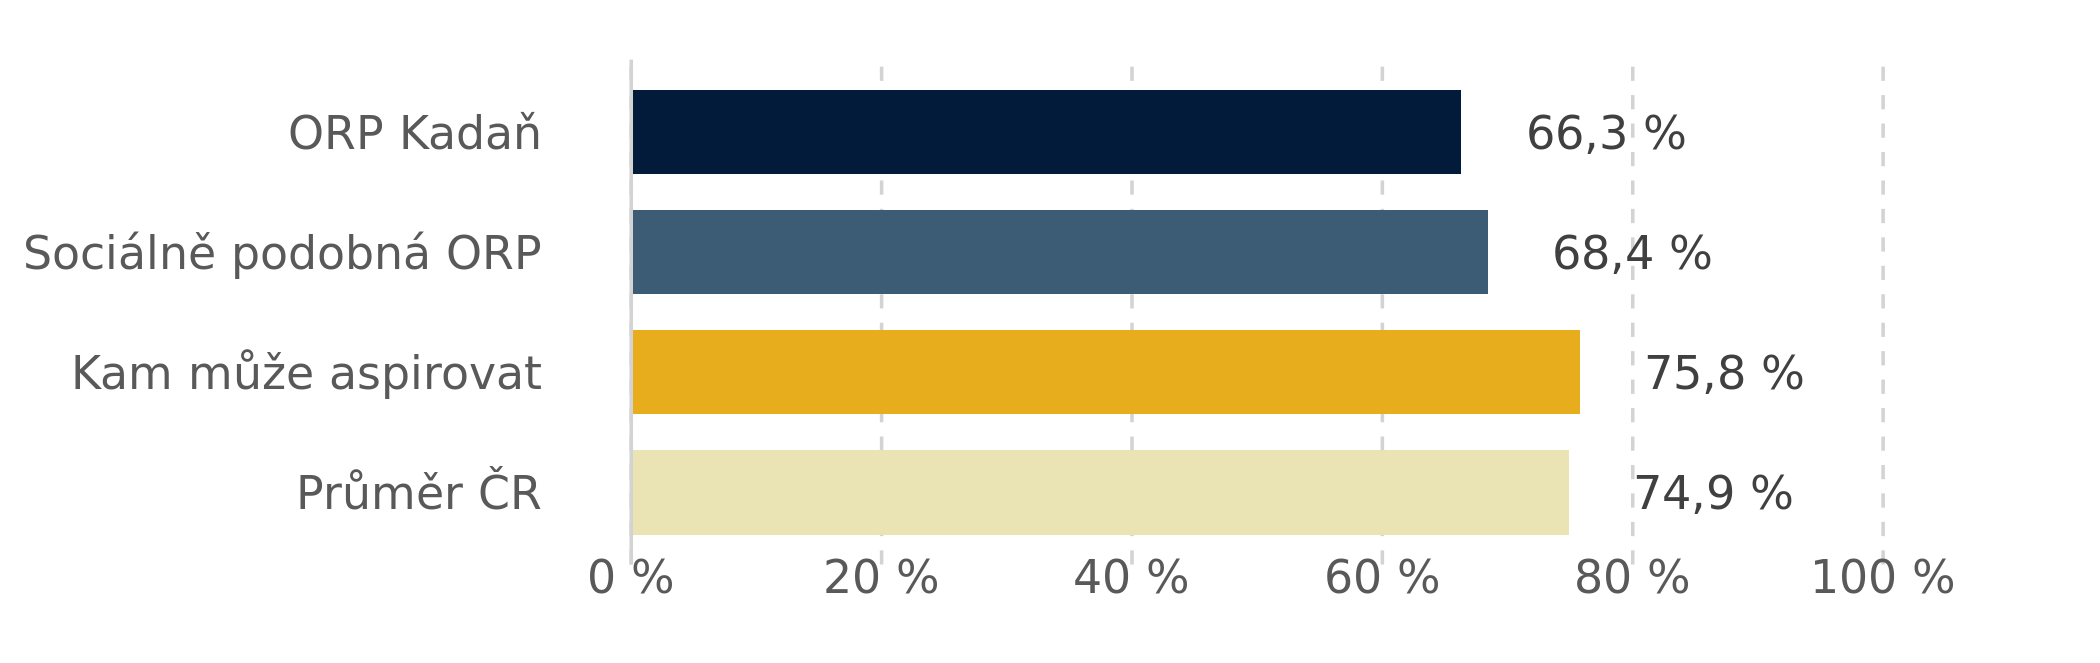 ORP Kadaň 66,3 %
Sociálně podobná ORP 68,4 %
Kam může aspirovat 75,8 %
Průměr ČR 74,9 %
0 % 20 % 40 % 60 % 80 % 100 %